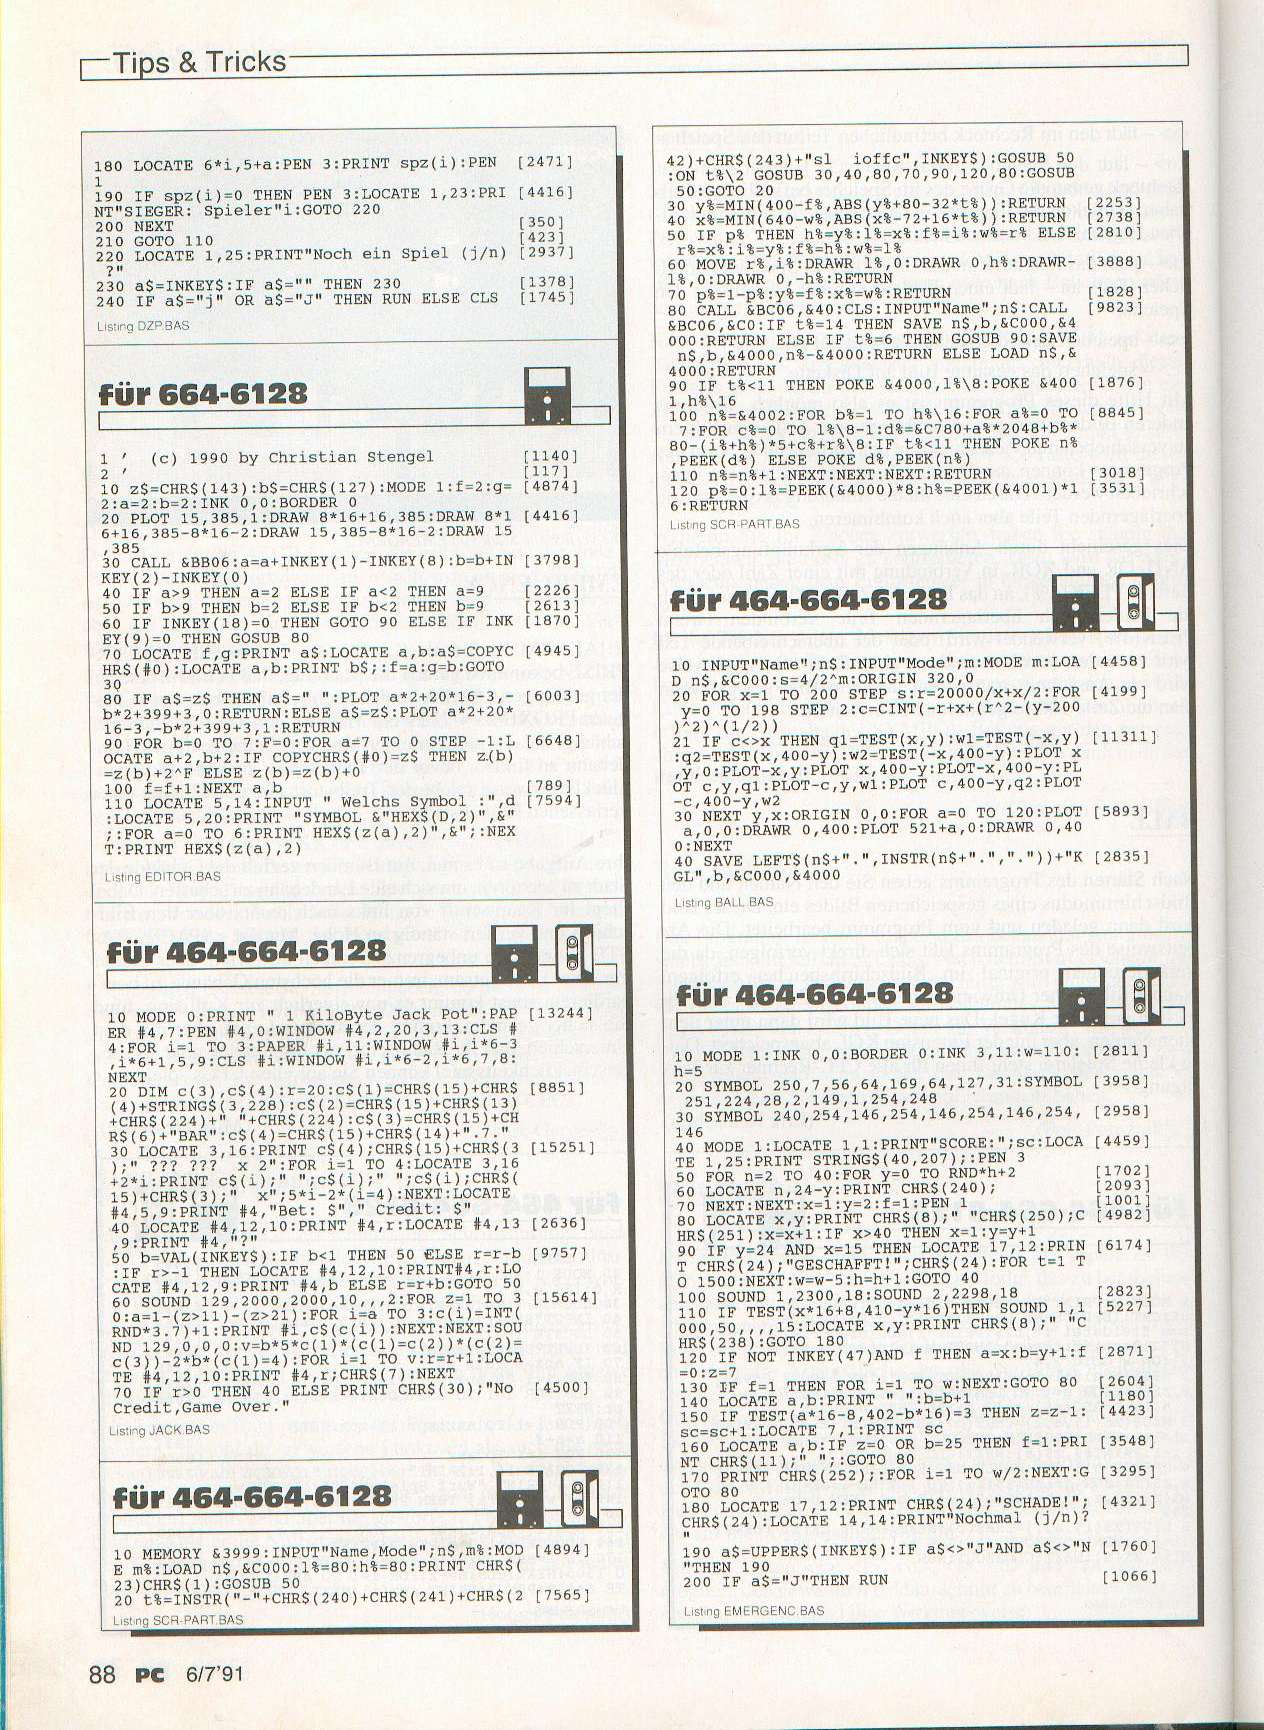 Tips & Tricks
180 LOCATE 6*i,5+a:PEN 3:PRINT spz(i):PEN [2471]
1
190 IF spz(i)=0 THEN PEN 3:LOCATE 1,23:PRI [4416]
NT"SIEGER: Spieler"i:GOTO 220
200 NEXT [350]
210 GOTO 110 [423]
220 LOCATE 1,25:PRINT"Noch ein Spiel (j/n) [2937]
?"
230 a$=INKEY$:IF a$="" THEN 230 [1378]
240 IF a$="j" OR a$="J" THEN RUN ELSE CLS [1745]
Listing DZP.BAS
für 664-6128
1 ' (c) 1990 by Christian Stengel [1140]
2 ' [117]
10 z$=CHR$(143):b$=CHR$(127):MODE 1:f=2:g= [4874]
2:a=2:b=2:INK 0,0:BORDER 0
20 PLOT 15,385,1:DRAW 8*16+16,385:DRAW 8*1 [4416]
6+16,385-8*16-2:DRAW 15,385-8*16-2:DRAW 15
,385
30 CALL &BB06:a=a+INKEY(1)-INKEY(8):b=b+IN [3798]
KEY(2)-INKEY(0)
40 IF a>9 THEN a=2 ELSE IF a<2 THEN a=9 [2226]
50 IF b>9 THEN b=2 ELSE IF b<2 THEN b=9 [2613]
60 IF INKEY(18)=0 THEN GOTO 90 ELSE IF INK [1870]
EY(9)=0 THEN GOSUB 80
70 LOCATE f,g:PRINT a$:LOCATE a,b:a$=COPYC [4945]
HR$(#0):LOCATE a,b:PRINT b$;:f=a:g=b:GOTO
30
80 IF a$=z$ THEN a$=" ":PLOT a*2+20*16-3,- [6003]
b*2+399+3,0:RETURN:ELSE a$=z$:PLOT a*2+20*
16-3,-b*2+399+3,1:RETURN
90 FOR b=0 TO 7:F=0:FOR a=7 TO 0 STEP -1:L [6648]
OCATE a+2,b+2:IF COPYCHR$(#0)=z$ THEN z(b)
=z(b)+2^F ELSE z(b)=z(b)+0
100 f=f+1:NEXT a,b [789]
110 LOCATE 5,14:INPUT " Welchs Symbol :",d [7594]
:LOCATE 5,20:PRINT "SYMBOL &"HEX$(D,2)",&"
;:FOR a=0 TO 6:PRINT HEX$(z(a),2)",&";:NEX
T:PRINT HEX$(z(a),2)
Listing EDITOR.BAS
für 464-664-6128
10 MODE 0:PRINT " 1 KiloByte Jack Pot":PAP [13244]
ER #4,7:PEN #4,0:WINDOW #4,2,20,3,13:CLS #
4:FOR i=1 TO 3:PAPER #i,11:WINDOW #i,i*6-3
,i*6+1,5,9:CLS #i:WINDOW #i,i*6-2,i*6,7,8:
NEXT
20 DIM c(3),c$(4):r=20:c$(1)=CHR$(15)+CHR$ [8851]
(4)+STRING$(3,228):c$(2)=CHR$(15)+CHR$(13)
+CHR$(224)+" "+CHR$(224:c$(3)=CHR$(15)+CH
R$(6)+"BAR":c$(4)=CHR$(15)+CHR$(14)+".7."
30 LOCATE 3,16:PRINT c$(4);CHR$(15)+CHR$(3 [15251]
);" ??? ??? x 2":FOR i=1 TO 4:LOCATE 3,16
+2*i:PRINT c$(i);" ";c$(i);" ";c$(i);CHR$(
15)+CHR$(3);" x";5*i-2*(i=4):NEXT:LOCATE
#4,5,9:PRINT #4,"Bet: $"," Credit: $"
40 LOCATE #4,12,10:PRINT #4,r:LOCATE #4,13 [2636]
,9:PRINT #4,"?"
50 b=VAL(INKEY$):IF b<1 THEN 50 ELSE r=r-b [9757]
:IF r>-1 THEN LOCATE #4,12,10:PRINT#4,r:LO
CATE #4,12,9:PRINT #4,b ELSE r=r+b:GOTO 50
60 SOUND 129,2000,2000,10,,,2:FOR z=1 TO 3 [15614]
0:a=1-(z>11)-(z>21):FOR i=a TO 3:c(i)=INT(
RND*3.7)+1:PRINT #i,c$(c(i)):NEXT:NEXT:SOU
ND 129,0,0,0:v=b*5*c(1)*(c(1)=c(2))*(c(2)=
c(3))-2*b*(c(1)=4):FOR i=1 TO v:r=r+1:LOCA
TE #4,12,10:PRINT #4,r;CHR$(7):NEXT
70 IF r>0 THEN 40 ELSE PRINT CHR$(30);"No [4500]
Credit,Game Over."
Listing JACK.BAS
für 464-664-6128
10 MEMORY &3999:INPUT"Name,Mode";n$,m%:MOD [4894]
E m%:LOAD n$,&C000:l%=80:h%=80:PRINT CHR$(
23)CHR$(1):GOSUB 50
20 t%=INSTR("-"+CHR$(240)+CHR$(241)+CHR$(2 [7565]
Listing SCR-PART.BAS
42)+CHR$(243)+"sl ioffc",INKEY$):GOSUB 50
:ON t%\2 GOSUB 30,40,80,70,90,120,80:GOSUB
50:GOTO 20
30 y%=MIN(400-f%,ABS(y%+80-32*t%)):RETURN [2253]
40 x%=MIN(640-w%,ABS(x%-72+16*t%)):RETURN [2738]
50 IF p% THEN h%=y%:l%=x%:f%=i%:w%=r% ELSE [2810]
r%=x%:i%=y%:f%=h%:w%=l%
60 MOVE r%,i%:DRAWR l%,0:DRAWR 0,h%:DRAWR- [3888]
l%,0:DRAWR 0,-h%:RETURN
70 p%=1-p%:y%=f%:x%=w%:RETURN [1828]
80 CALL &BC06,&40:CLS:INPUT"Name";n$:CALL [9823]
&BC06,&C0:IF t%=14 THEN SAVE n$,b,&C000,&4
000:RETURN ELSE IF t%=6 THEN GOSUB 90:SAVE
n$,b,&4000,n%-&4000:RETURN ELSE LOAD n$,&
4000:RETURN
90 IF t%<11 THEN POKE &4000,l%\8:POKE &400 [1876]
1,h%\16
100 n%=&4002:FOR b%=1 TO h%\16:FOR a%=0 TO [8845]
7:FOR c%=0 TO l%\8-1:d%=&C780+a%*2048+b%*
80-(i%+h%)*5+c%+r%\8:IF t%<11 THEN POKE n%
,PEEK(d%) ELSE POKE d%,PEEK(n%)
110 n%=n%+1:NEXT:NEXT:NEXT:RETURN [3018]
120 p%=0:l%=PEEK(&4000)*8:h%=PEEK(&4001)*1 [3531]
6:RETURN
Listing SCR-PART.BAS
für 464-664-6128
10 INPUT"Name";n$:INPUT"Mode";m:MODE m:LOA [4458]
D n$,&C000:s=4/2^m:ORIGIN 320,0
20 FOR x=1 TO 200 STEP s:r=20000/x+x/2:FOR [4199]
y=0 TO 198 STEP 2:c=CINT(-r+x+(r^2-(y-200
)^2)^(1/2))
21 IF c<>x THEN q1=TEST(x,y):w1=TEST(-x,y) [11311]
:q2=TEST(x,400-y):w2=TEST(-x,400-y):PLOT x
,y,0:PLOT-x,y:PLOT x,400-y:PLOT-x,400-y:PL
OT c,y,q1:PLOT-c,y,w1:PLOT c,400-y,q2:PLOT
-c,400-y,w2
30 NEXT y,x:ORIGIN 0,0:FOR a=0 TO 120:PLOT [5893]
a,0,0:DRAWR 0,400:PLOT 521+a,0:DRAWR 0,40
0:NEXT
40 SAVE LEFT$(n$+".",INSTR(n$+".","."))+"K [2835]
GL",b,&C000,&4000
Listing BALL.BAS
für 464-664-6128
10 MODE 1:INK 0,0:BORDER 0:INK 3,11:w=110: [2811]
h=5
20 SYMBOL 250,7,56,64,169,64,127,31:SYMBOL [3958]
251,224,28,2,149,1,254,248
30 SYMBOL 240,254,146,254,146,254,146,254, [2958]
146
40 MODE 1:LOCATE 1,1:PRINT"SCORE:";sc:LOCA [4459]
TE 1,25:PRINT STRING$(40,207);:PEN 3
50 FOR n=2 TO 40:FOR y=0 TO RND*h+2 [1702]
60 LOCATE n,24-y:PRINT CHR$(240); [2093]
70 NEXT:NEXT:x=1:y=2:f=1:PEN 1 [1001]
80 LOCATE x,y:PRINT CHR$(8);" "CHR$(250);C [4982]
HR$(251):x=x+1:IF x>40 THEN x=1:y=y+1
90 IF y=24 AND x=15 THEN LOCATE 17,12:PRIN [6174]
T CHR$(24);"GESCHAFFT!";CHR$(24):FOR t=1 T
O 1500:NEXT:w=w-5:h=h+1:GOTO 40
100 SOUND 1,2300,18:SOUND 2,2298,18 [2823]
110 IF TEST(x*16+8,410-y*16)THEN SOUND 1,1 [5227]
000,50,,,,15:LOCATE x,y:PRINT CHR$(8);" "C
HR$(238):GOTO 180
120 IF NOT INKEY(47)AND f THEN a=x:b=y+1:f [2871]
=0:z=7
130 IF f=1 THEN FOR i=1 TO w:NEXT:GOTO 80 [2604]
140 LOCATE a,b:PRINT " ":b=b+1 [1180]
150 IF TEST(a*16-8,402-b*16)=3 THEN z=z-1: [4423]
sc=sc+1:LOCATE 7,1:PRINT sc
160 LOCATE a,b:IF z=0 OR b=25 THEN f=1:PRI [3548]
NT CHR$(11);" ";:GOTO 80
170 PRINT CHR$(252);:FOR i=1 TO w/2:NEXT:G [3295]
OTO 80
180 LOCATE 17,12:PRINT CHR$(24);"SCHADE!"; [4321]
CHR$(24):LOCATE 14,14:PRINT"Nochmal (j/n)?
"
190 a$=UPPER$(INKEY$):IF a$<>"J"AND a$<>"N [1760]
"THEN 190
200 IF a$="J"THEN RUN [1066]
Listing EMERGENC.BAS
88 PC 6/7'91